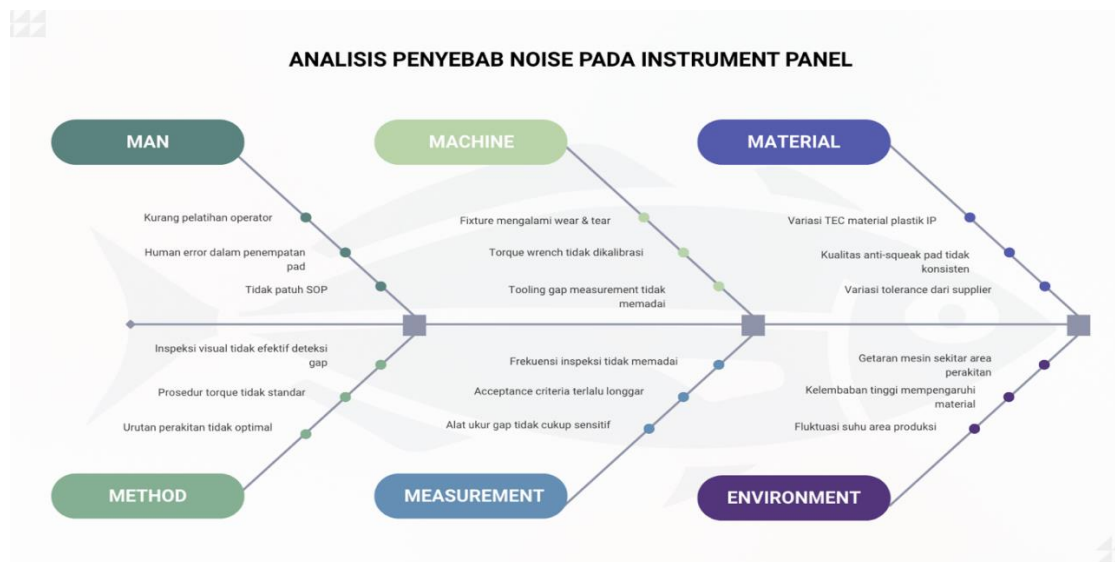 ANALISIS PENYEBAB NOISE PADA INSTRUMENT PANEL
MAN
Kurang pelatihan operator
Human error dalam penempatan
pad
Tidak patuh SOP
MACHINE
Fixture mengalami wear & tear
Torque wrench tidak dikalibrasi
Tooling gap measurement tidak
memadai
MATERIAL
Variasi TEC material plastik IP
Kualitas anti-squeak pad tidak
konsisten
Variasi tolerance dari supplier
Inspeksi visual tidak efektif deteksi
gap
Prosedur torque tidak standar
Urutan perakitan tidak optimal
METHOD
Frekuensi inspeksi tidak memadai
Acceptance criteria terlalu longgar
Alat ukur gap tidak cukup sensitif
MEASUREMENT
Getaran mesin sekitar area
perakitan
Kelembaban tinggi mempengaruhi
material
Fluktuasi suhu area produksi
ENVIRONMENT